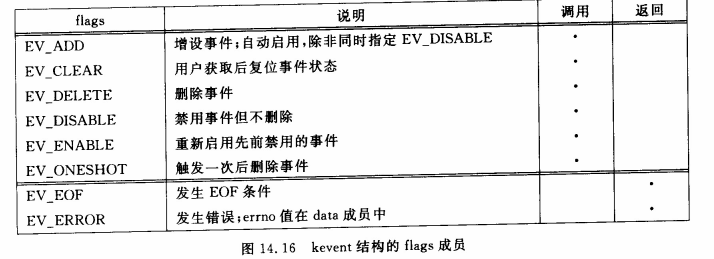 flags 说明 调用 返回
EV_ADD 增设事件;自动启用,除非同时指定 EV_DISABLE •
EV_CLEAR 用户获取后复位事件状态 •
EV_DELETE 删除事件 •
EV_DISABLE 禁用事件但不删除 •
EV_ENABLE 重新启用先前禁用的事件 •
EV_ONESHOT 触发一次后删除事件 •
EV_EOF 发生 EOF 条件 •
EV_ERROR 发生错误;errno 值在 data 成员中 •
图 14.16 kevent 结构的 flags 成员